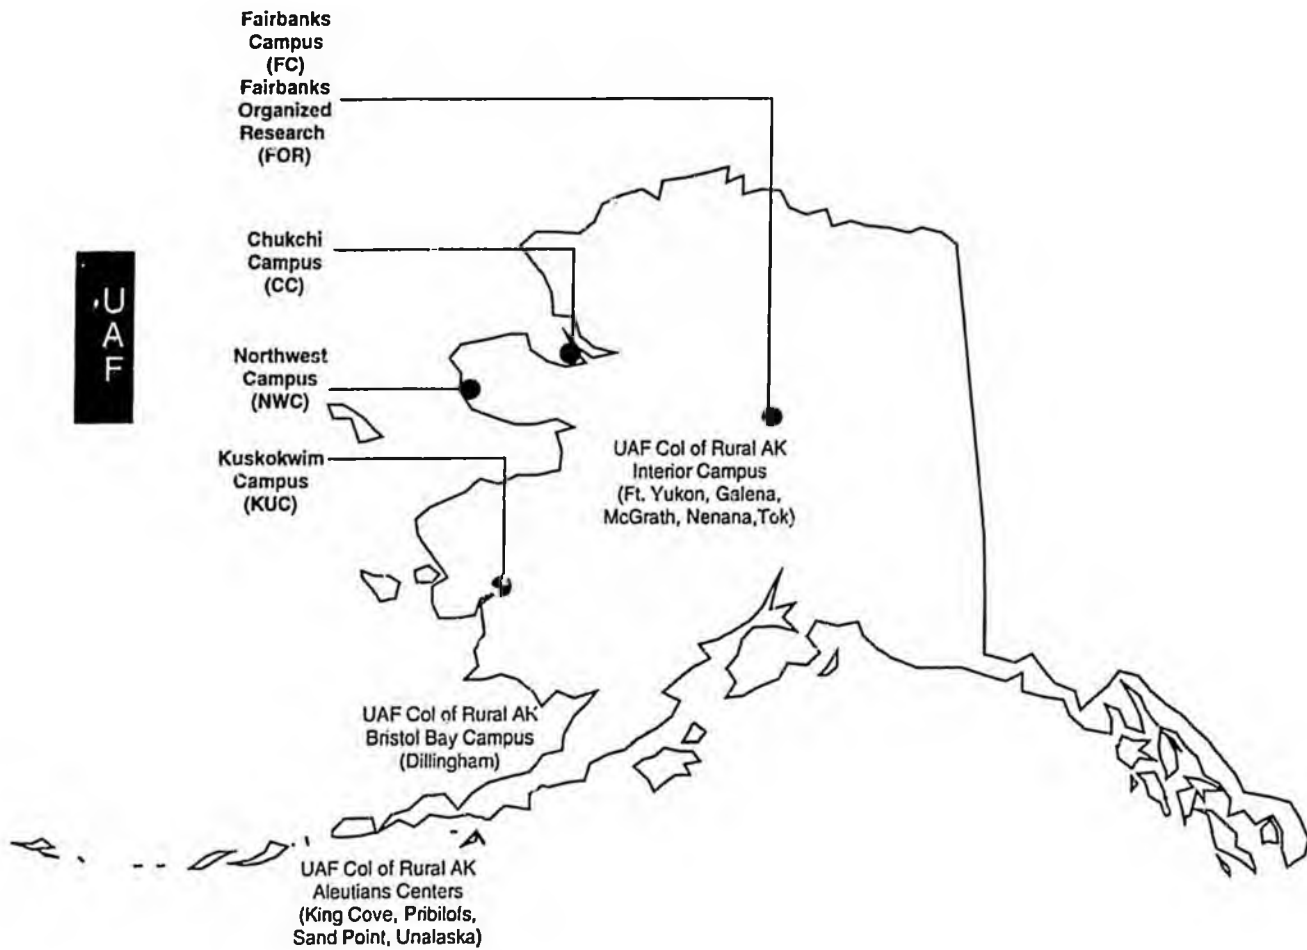 Fairbanks
Campus
(FC)
Fairbanks
Organized
Research
(FOR)
Chukchi
Campus
(CC)
U
A
F
Northwest
Campus
(NWC)
Kuskokwim
Campus
(KUC)
UAF Col of Rural AK
Interior Campus
(Ft. Yukon, Galena,
McGrath, Nenana,Tok)
UAF Col of Rural AK
Bristol Bay Campus
(Dillingham)
UAF Col of Rural AK
Aleutians Centers
(King Cove, Pribilofs,
Sand Point, Unalaska)